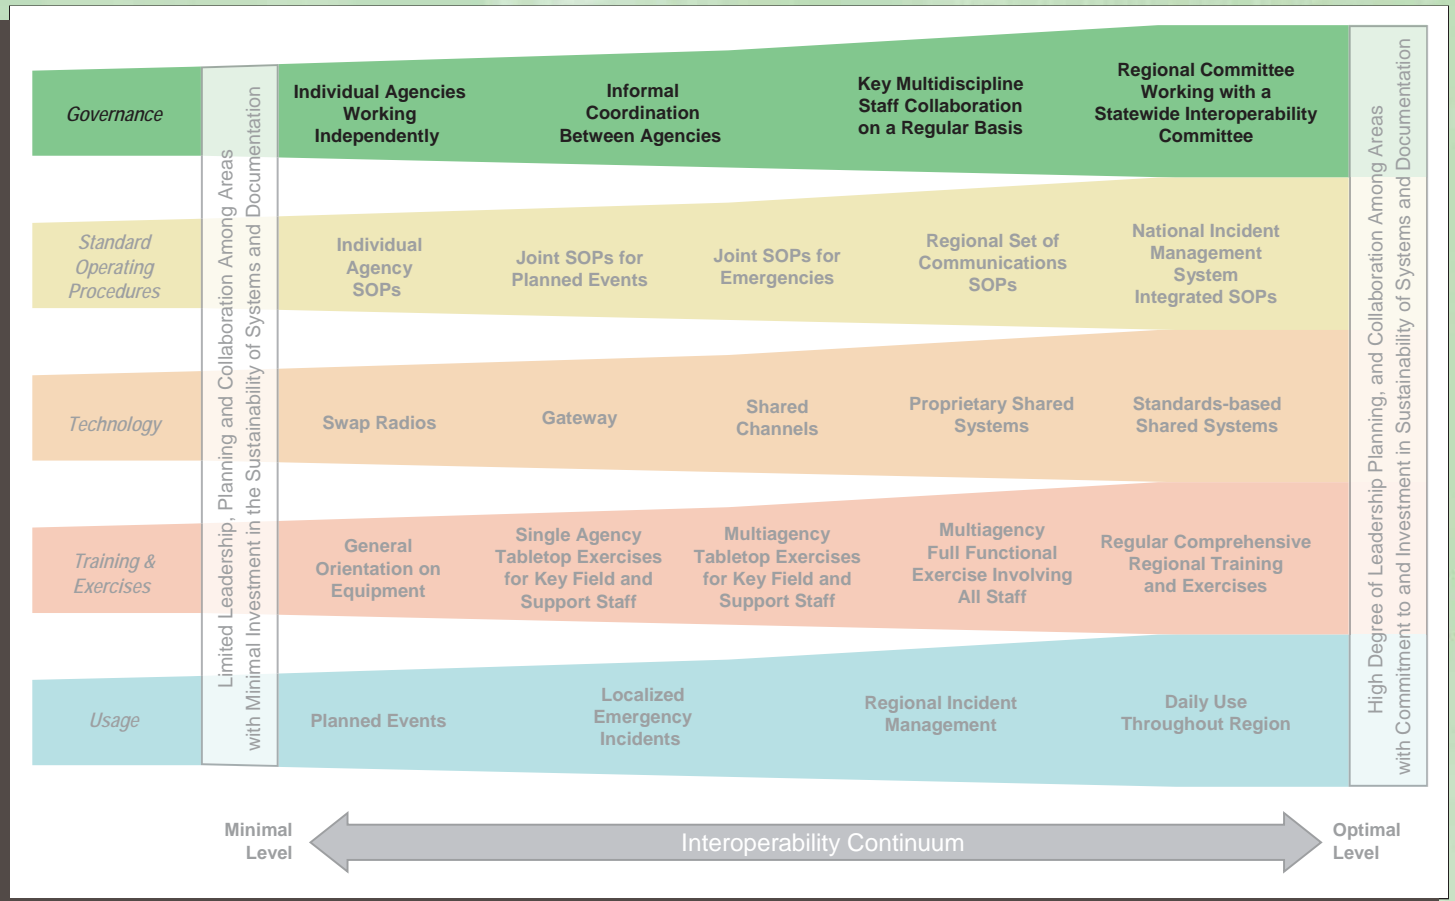 Governance
Individual Agencies
Working
Independently
Informal
Coordination
Between Agencies
Key Multidiscipline
Staff Collaboration
on a Regular Basis
Regional Committee
Working with a
Statewide Interoperability
Committee
Standard
Operating
Procedures
Individual
Agency
SOPs
Joint SOPs for
Planned Events
Joint SOPs for
Emergencies
Regional Set of
Communications
SOPs
National Incident
Management
System
Integrated SOPs
Technology
Swap Radios
Gateway
Shared
Channels
Proprietary Shared
Systems
Standards-based
Shared Systems
Training &
Exercises
General
Orientation on
Equipment
Single Agency
Tabletop Exercises
for Key Field and
Support Staff
Multiagency
Tabletop Exercises
for Key Field and
Support Staff
Multiagency
Full Functional
Exercise Involving
All Staff
Regular Comprehensive
Regional Training
and Exercises
Usage
Planned Events
Localized
Emergency
Incidents
Regional Incident
Management
Daily Use
Throughout Region
Limited Leadership, Planning and Collaboration Among Areas
with Minimal Investment in the Sustainability of Systems and Documentation
High Degree of Leadership Planning, and Collaboration Among Areas
with Commitment to and Investment in Sustainability of Systems and Documentation
Minimal
Level
Interoperability Continuum
Optimal
Level